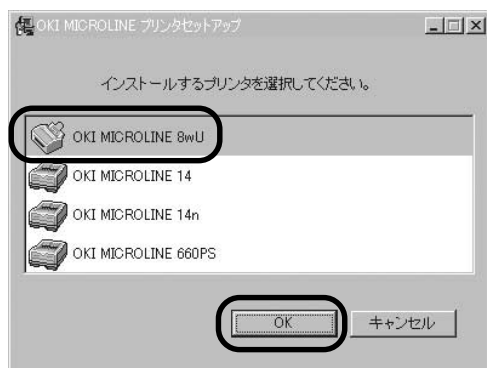 OKI MICROLINE プリンタセットアップ
インストールするプリンタを選択してください。
OKI MICROLINE 8wU
OKI MICROLINE 14
OKI MICROLINE 14n
OKI MICROLINE 660PS
OK
キャンセル